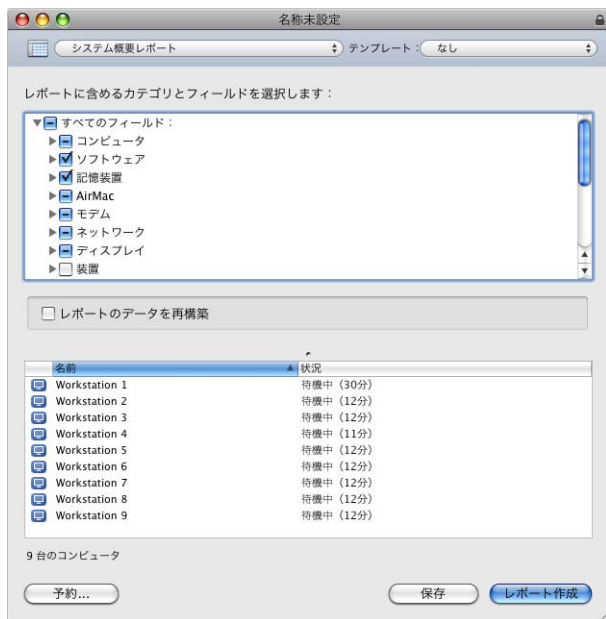 名称未設定
システム概要レポート テンプレート： なし
レポートに含めるカテゴリとフィールドを選択します：
すべてのフィールド：
コンピュータ
ソフトウェア
記憶装置
AirMac
モデム
ネットワーク
ディスプレイ
装置
レポートのデータを再構築
名前 状況
Workstation 1 待機中（30分）
Workstation 2 待機中（12分）
Workstation 3 待機中（12分）
Workstation 4 待機中（11分）
Workstation 5 待機中（12分）
Workstation 6 待機中（12分）
Workstation 7 待機中（12分）
Workstation 8 待機中（12分）
Workstation 9 待機中（12分）
9 台のコンピュータ
予約... 保存 レポート作成